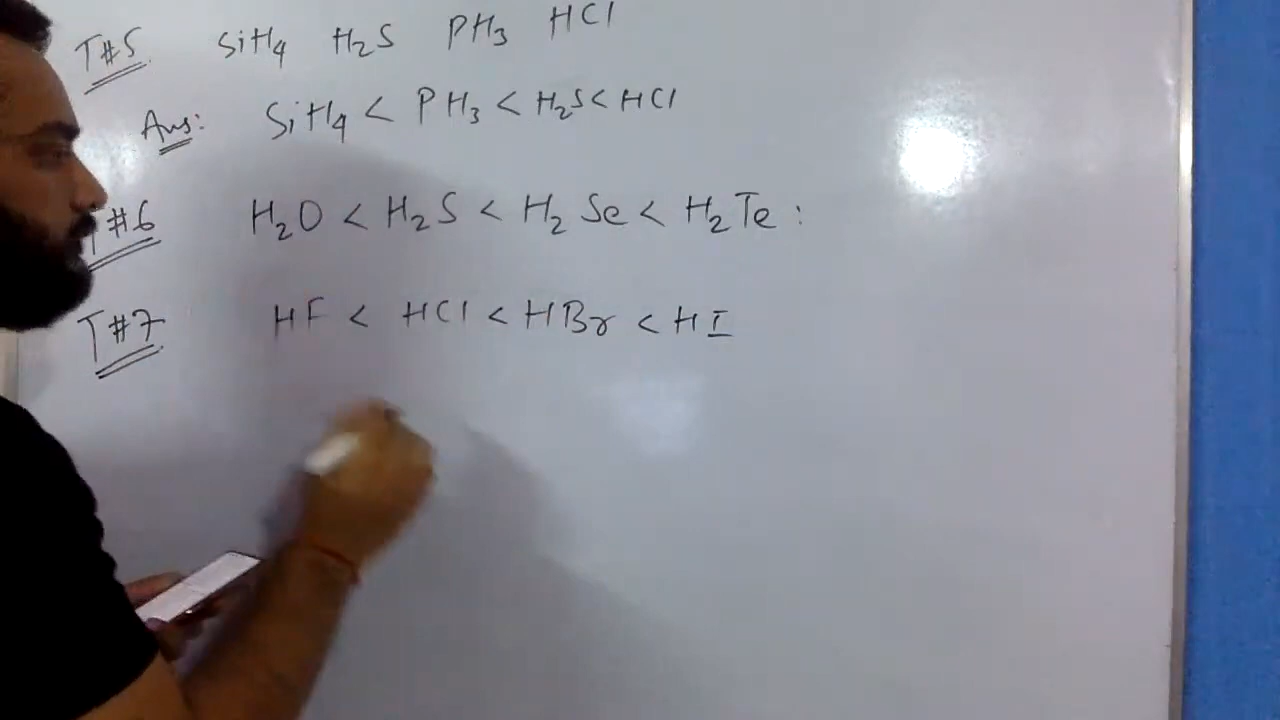 T#5 SiH4 H2S PH3 HCl
Ans: SiH4 < PH3 < H2S < HCl
T#6 H2O < H2S < H2Se < H2Te :
T#7 HF < HCl < HBr < HI